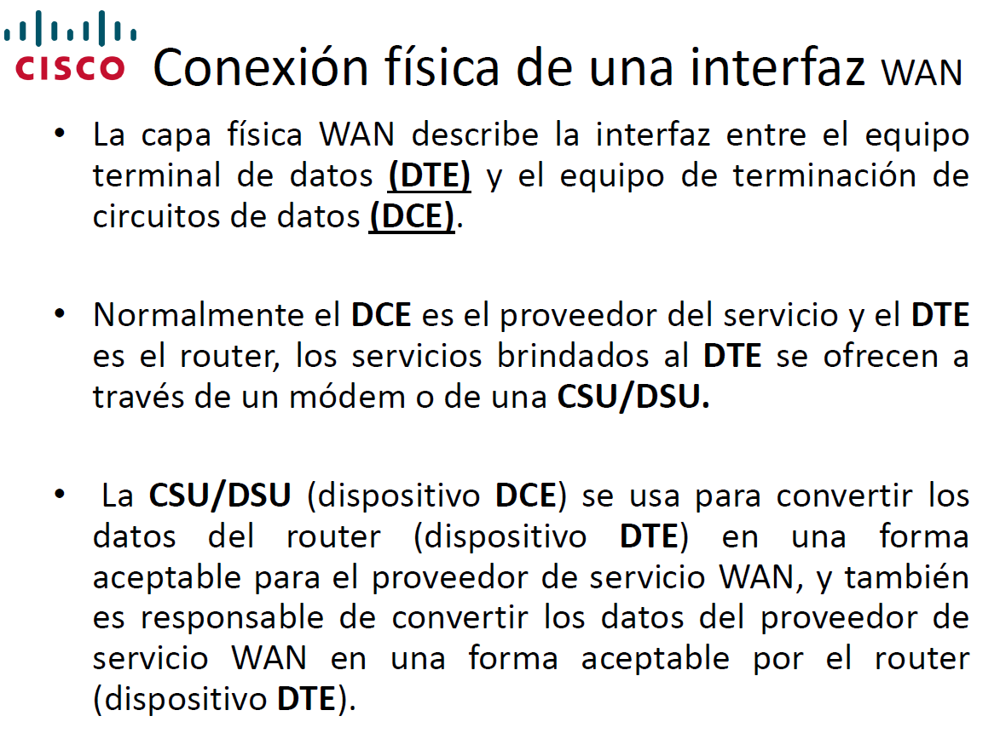 CISCO
Conexión física de una interfaz WAN
• La capa física WAN describe la interfaz entre el equipo
terminal de datos (DTE) y el equipo de terminación de
circuitos de datos (DCE).
• Normalmente el DCE es el proveedor del servicio y el DTE
es el router, los servicios brindados al DTE se ofrecen a
través de un módem o de una CSU/DSU.
• La CSU/DSU (dispositivo DCE) se usa para convertir los
datos del router (dispositivo DTE) en una forma
aceptable para el proveedor de servicio WAN, y también
es responsable de convertir los datos del proveedor de
servicio WAN en una forma aceptable por el router
(dispositivo DTE).